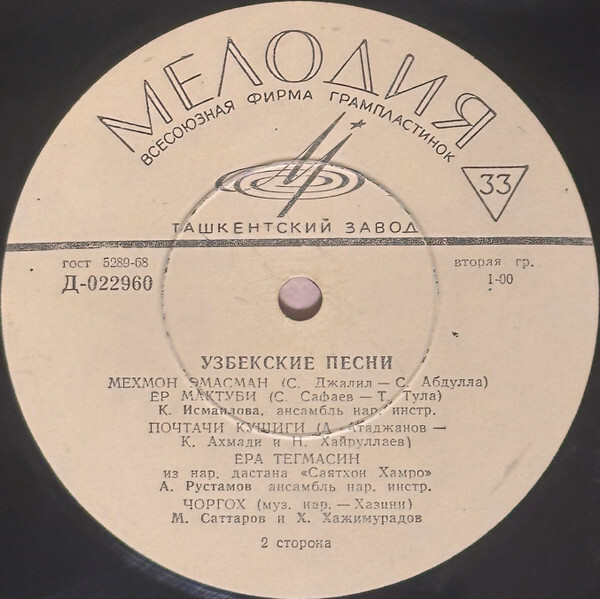 МЕЛОДИЯ
ВСЕСОЮЗНАЯ ФИРМА ГРАМПЛАСТИНОК
33
ТАШКЕНТСКИЙ ЗАВОД
гост 5289-68
Д-022960
вторая гр.
1-00
УЗБЕКСКИЕ ПЕСНИ
МЕХМОН ЭМАСМАН (С. Джалил — С. Абдулла)
ЕР МАКТУБИ (С. Сафаев — Т. Тула)
К. Исмаилова, ансамбль нар. инстр.
ПОЧТАЧИ КУШИГИ (Д. Атаджанов —
К. Ахмади и Н. Хайруллаев)
ЕРА ТЕГМАСИН
из нар. дастана «Саятхон Хамро»
А. Рустамов ансамбль нар. инстр.
ЧОРГОХ (муз. нар. — Хазини)
М. Саттаров и Х. Хажимурадов
2 сторона